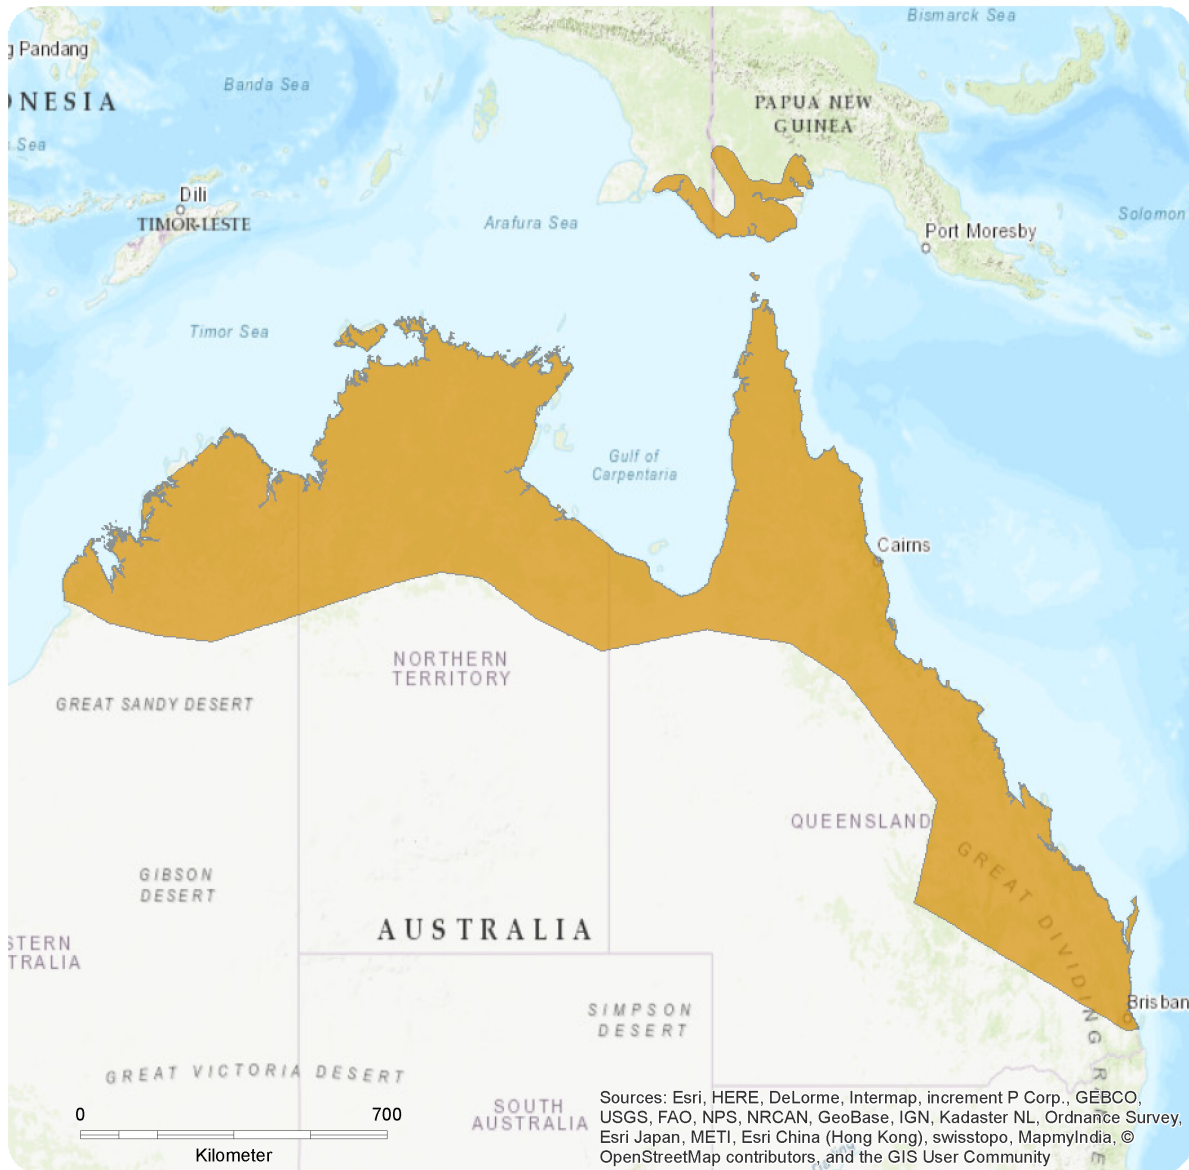 Bismarck Sea
g Pandang
Banda Sea
ONESIA
PAPUA NEW
GUINEA
Sea
Dili
TIMOR-LESTE
Arafura Sea
Solomon
Port Moresby
Timor Sea
Gulf of
Carpentaria
Cairns
NORTHERN
TERRITORY
GREAT SANDY DESERT
QUEENSLAND
GREAT DIVIDING RANGE
GIBSON
DESERT
AUSTRALIA
STERN
TRALIA
SIMPSON
DESERT
Brisban
GREAT VICTORIA DESERT
SOUTH
AUSTRALIA
0 700
Kilometer
Sources: Esri, HERE, DeLorme, Intermap, increment P Corp., GEBCO,
USGS, FAO, NPS, NRCAN, GeoBase, IGN, Kadaster NL, Ordnance Survey,
Esri Japan, METI, Esri China (Hong Kong), swisstopo, MapmyIndia, ©
OpenStreetMap contributors, and the GIS User Community